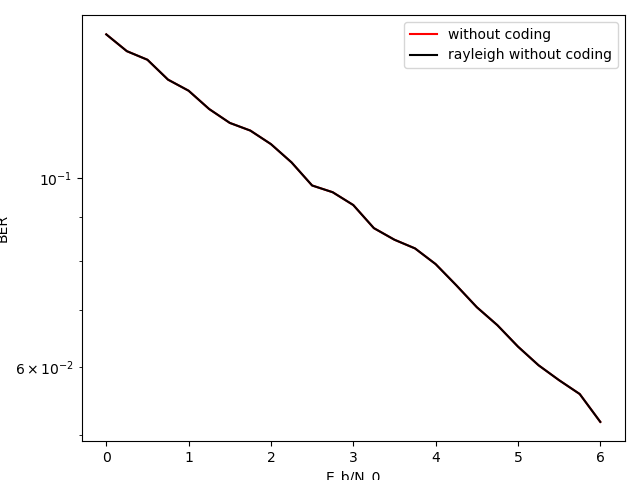 without coding
rayleigh without coding
10⁻¹
6 × 10⁻²
BER
0 1 2 3 4 5 6
E_b/N_0